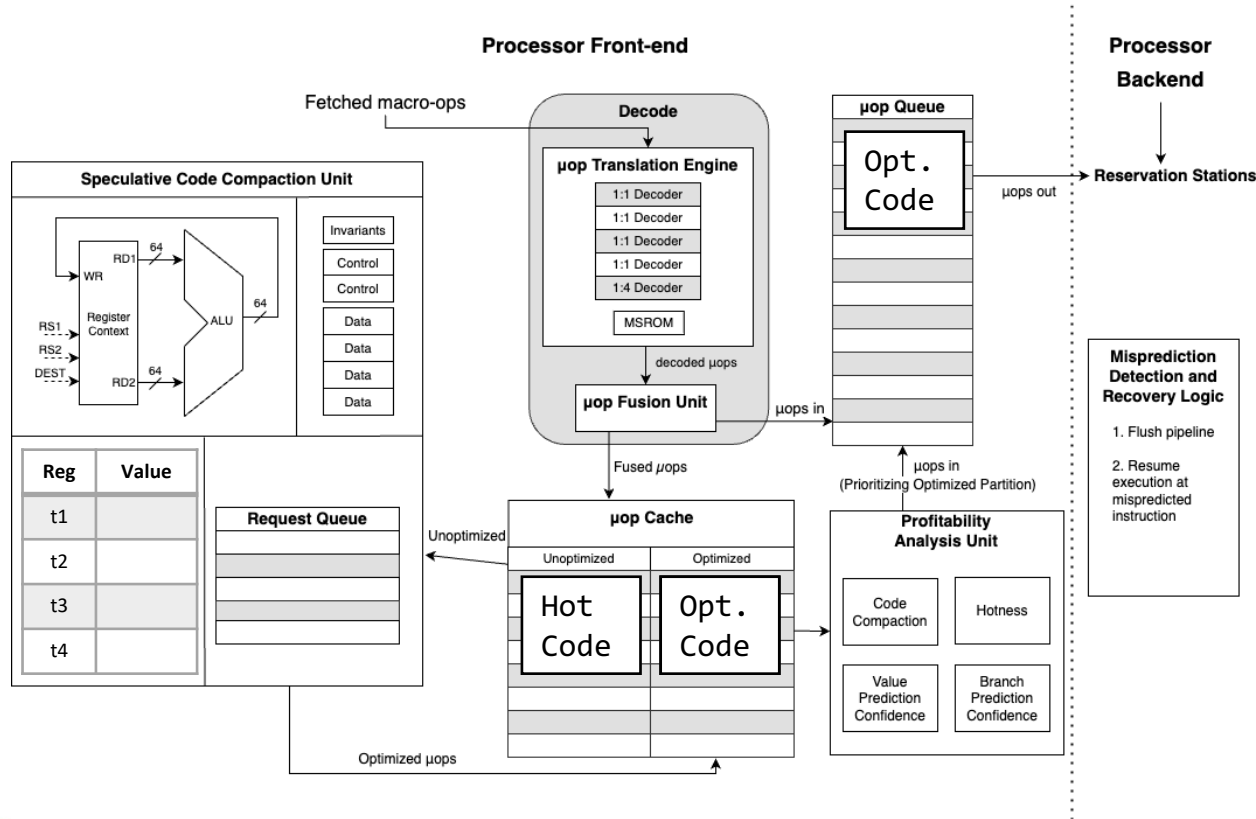 Processor Front-end
Processor
Backend
Fetched macro-ops
Decode
μop Translation Engine
1:1 Decoder
1:1 Decoder
1:1 Decoder
1:1 Decoder
1:4 Decoder
MSROM
decoded μops
μop Fusion Unit
μops in
Fused μops
μop Queue
Opt.
Code
μops out
Reservation Stations
Speculative Code Compaction Unit
WR
RD1
64
Register
Context
RS1
RS2
DEST
RD2
64
ALU
64
Invariants
Control
Control
Data
Data
Data
Data
Reg Value
t1
t2
t3
t4
Request Queue
Unoptimized
μop Cache
Unoptimized Optimized
Hot
Code
Opt.
Code
Optimized μops
μops in
(Prioritizing Optimized Partition)
Profitability
Analysis Unit
Code
Compaction
Hotness
Value
Prediction
Confidence
Branch
Prediction
Confidence
Misprediction
Detection and
Recovery Logic
1. Flush pipeline
2. Resume
execution at
mispredicted
instruction